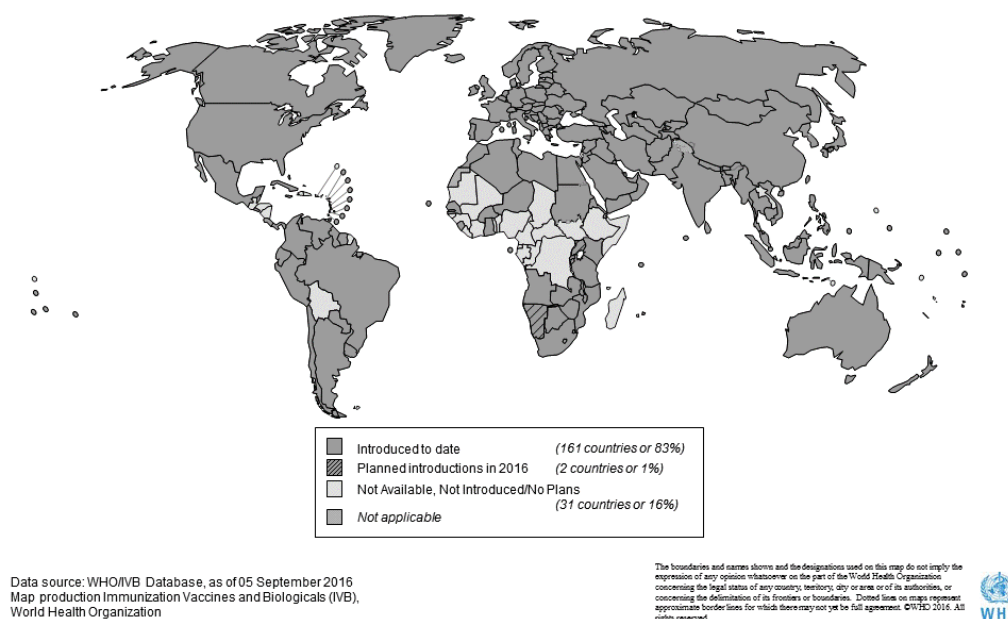 Introduced to date (161 countries or 83%)
Planned introductions in 2016 (2 countries or 1%)
Not Available, Not Introduced/No Plans
(31 countries or 16%)
Not applicable
Data source: WHO/IVB Database, as of 05 September 2016
Map production Immunization Vaccines and Biologicals (IVB),
World Health Organization
The boundaries and names shown and the designations used on this map do not imply the
expression of any opinion whatsoever on the part of the World Health Organization
concerning the legal status of any country, territory, city or area or of its authorities, or
concerning the delimitation of its frontiers or boundaries. Dotted lines on maps represent
approximate border lines for which there may not yet be full agreement. ©WHO 2016. All
rights reserved
WH